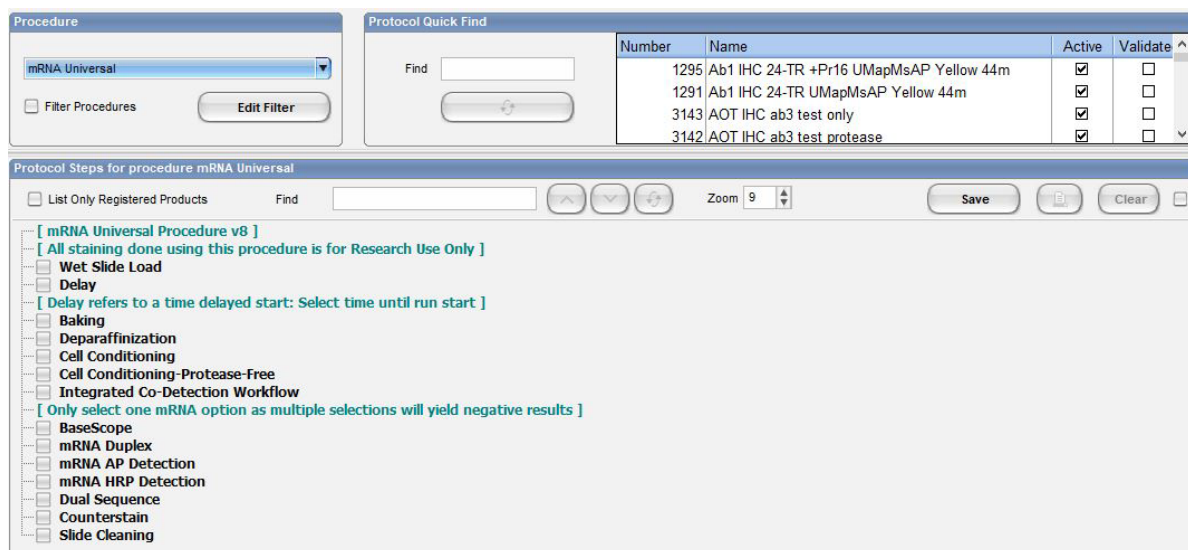 Procedure
Protocol Quick Find
mRNA Universal
Filter Procedures
Edit Filter
Find
Number Name Active Validate
1295 Ab1 IHC 24-TR +Pr16 UMapMsAP Yellow 44m
1291 Ab1 IHC 24-TR UMapMsAP Yellow 44m
3143 AOT IHC ab3 test only
3142 AOT IHC ab3 test protease
Protocol Steps for procedure mRNA Universal
List Only Registered Products Find Zoom 9 Save Clear
[ mRNA Universal Procedure v8 ]
[ All staining done using this procedure is for Research Use Only ]
Wet Slide Load
Delay
[ Delay refers to a time delayed start: Select time until run start ]
Baking
Deparaffinization
Cell Conditioning
Cell Conditioning-Protease-Free
Integrated Co-Detection Workflow
[ Only select one mRNA option as multiple selections will yield negative results ]
BaseScope
mRNA Duplex
mRNA AP Detection
mRNA HRP Detection
Dual Sequence
Counterstain
Slide Cleaning